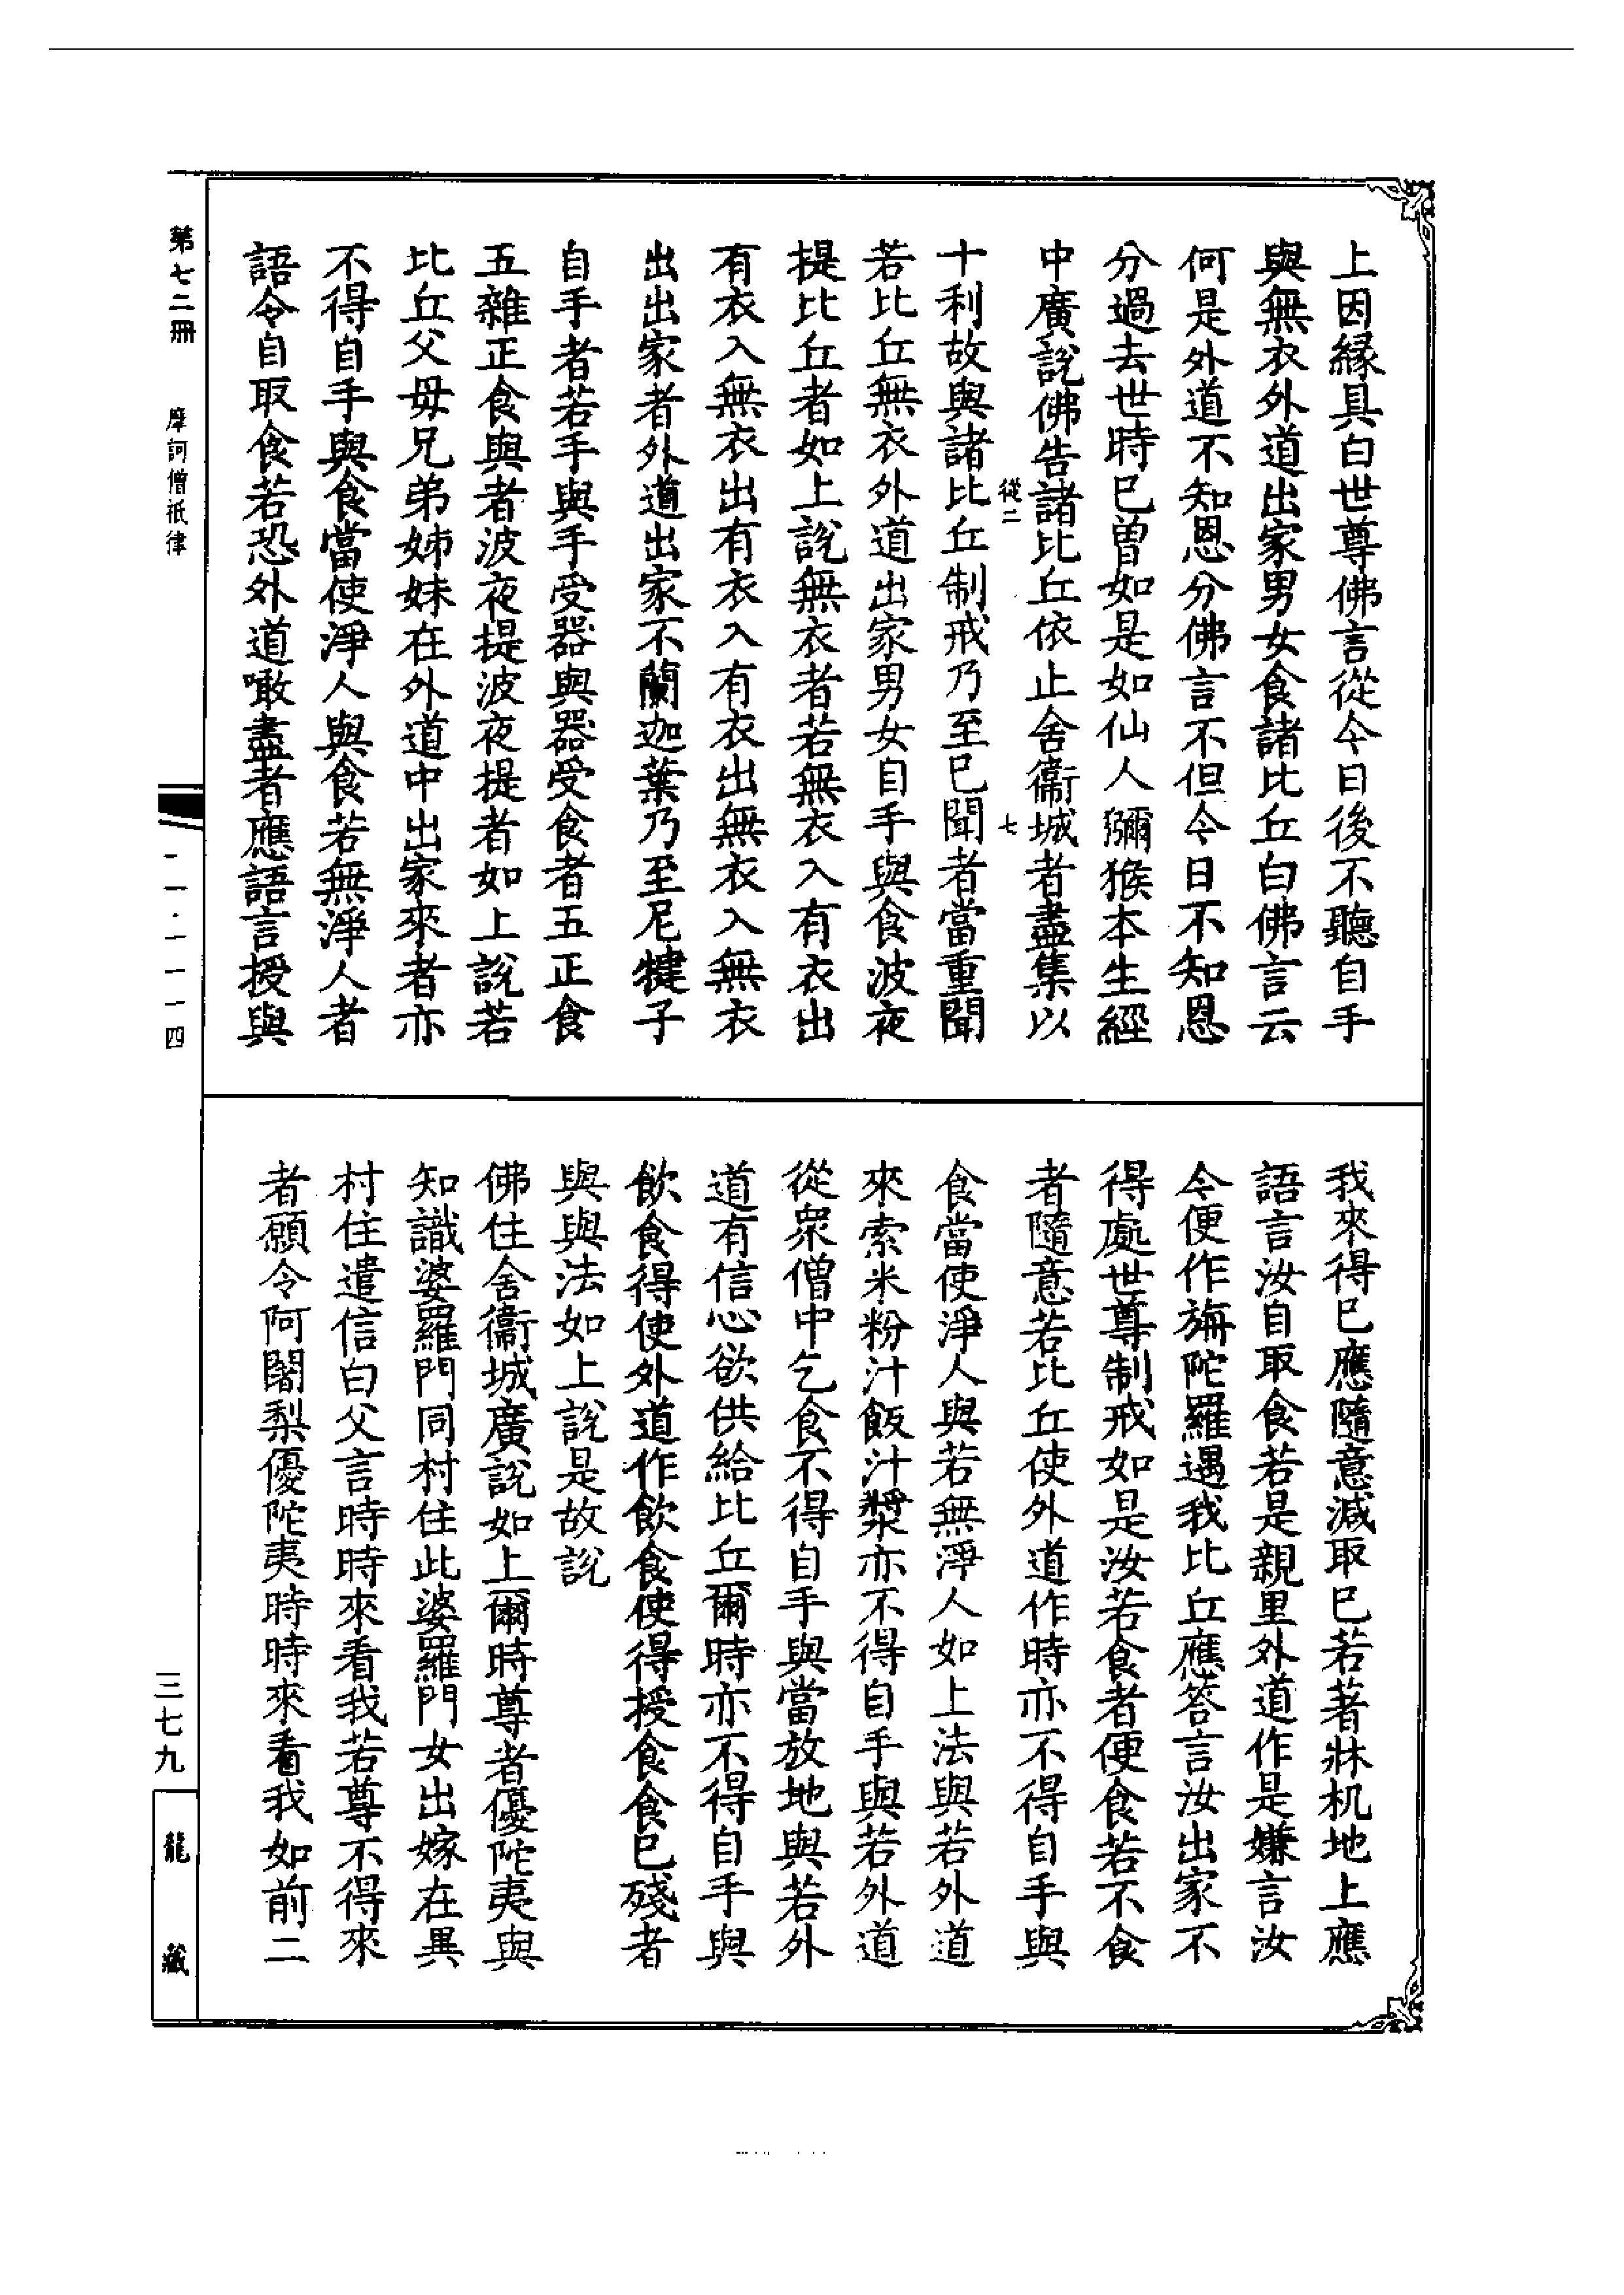 上因緣具白世尊佛言從今日後不聽自手
與無衣外道出家男女食諸比丘白佛言云
何是外道不知恩分佛言不但今日不知恩
分過去世時已曽如是如仙人獼猴本生經
中廣說佛告諸比丘依止舍衞城者盡集以
從二 七
十利故與諸比丘制戒乃至已聞者當重聞
若比丘無衣外道出家男女自手與食波夜
提比丘者如上說無衣者若無衣入有衣出
有衣入無衣出有衣入有衣出無衣入無衣
出出家者外道出家不蘭迦葉乃至尼犍子
自手者若手與手受器與器受食者五正食
五雜正食與者波夜提波夜提者如上說若
比丘父母兄弟姊妹在外道中出家來者亦
不得自手與食當使淨人與食若無淨人者
語令自取食若恐外道噉盡者應語言授與
我來得已應隨意減取已若著牀机地上應
語言汝自取食若是親里外道作是嫌言汝
今便作旃陀羅遇我比丘應答言汝出家不
得處世尊制戒如是汝若食者便食若不食
者隨意若比丘使外道作時亦不得自手與
食當使淨人與若無淨人如上法與若外道
來索米粉汁飯汁漿亦不得自手與若外道
從眾僧中乞食不得自手與當放地與若外
道有信心欲供給比丘爾時亦不得自手與
飲食得使外道作飲食使得授食食已殘者
與與法如上說是故說
佛住舍衞城廣說如上爾時尊者優陀夷與
知識婆羅門同村住此婆羅門女出嫁在異
村住遣信白父言時時來看我若尊不得來
者願令阿闍梨優陀夷時時來看我如前二
第七二冊 摩訶僧祇律 一一·一一一四
三七九
龍藏